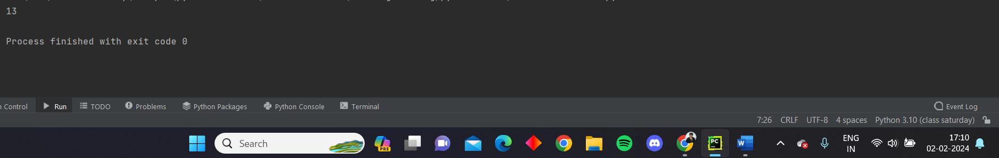 13
Process finished with exit code 0
Control Run TODO Problems Python Packages Python Console Terminal Event Log
7:26 CRLF UTF-8 4 spaces Python 3.10 (class saturday)
Search PRE PC W ENG IN 17:10 02-02-2024